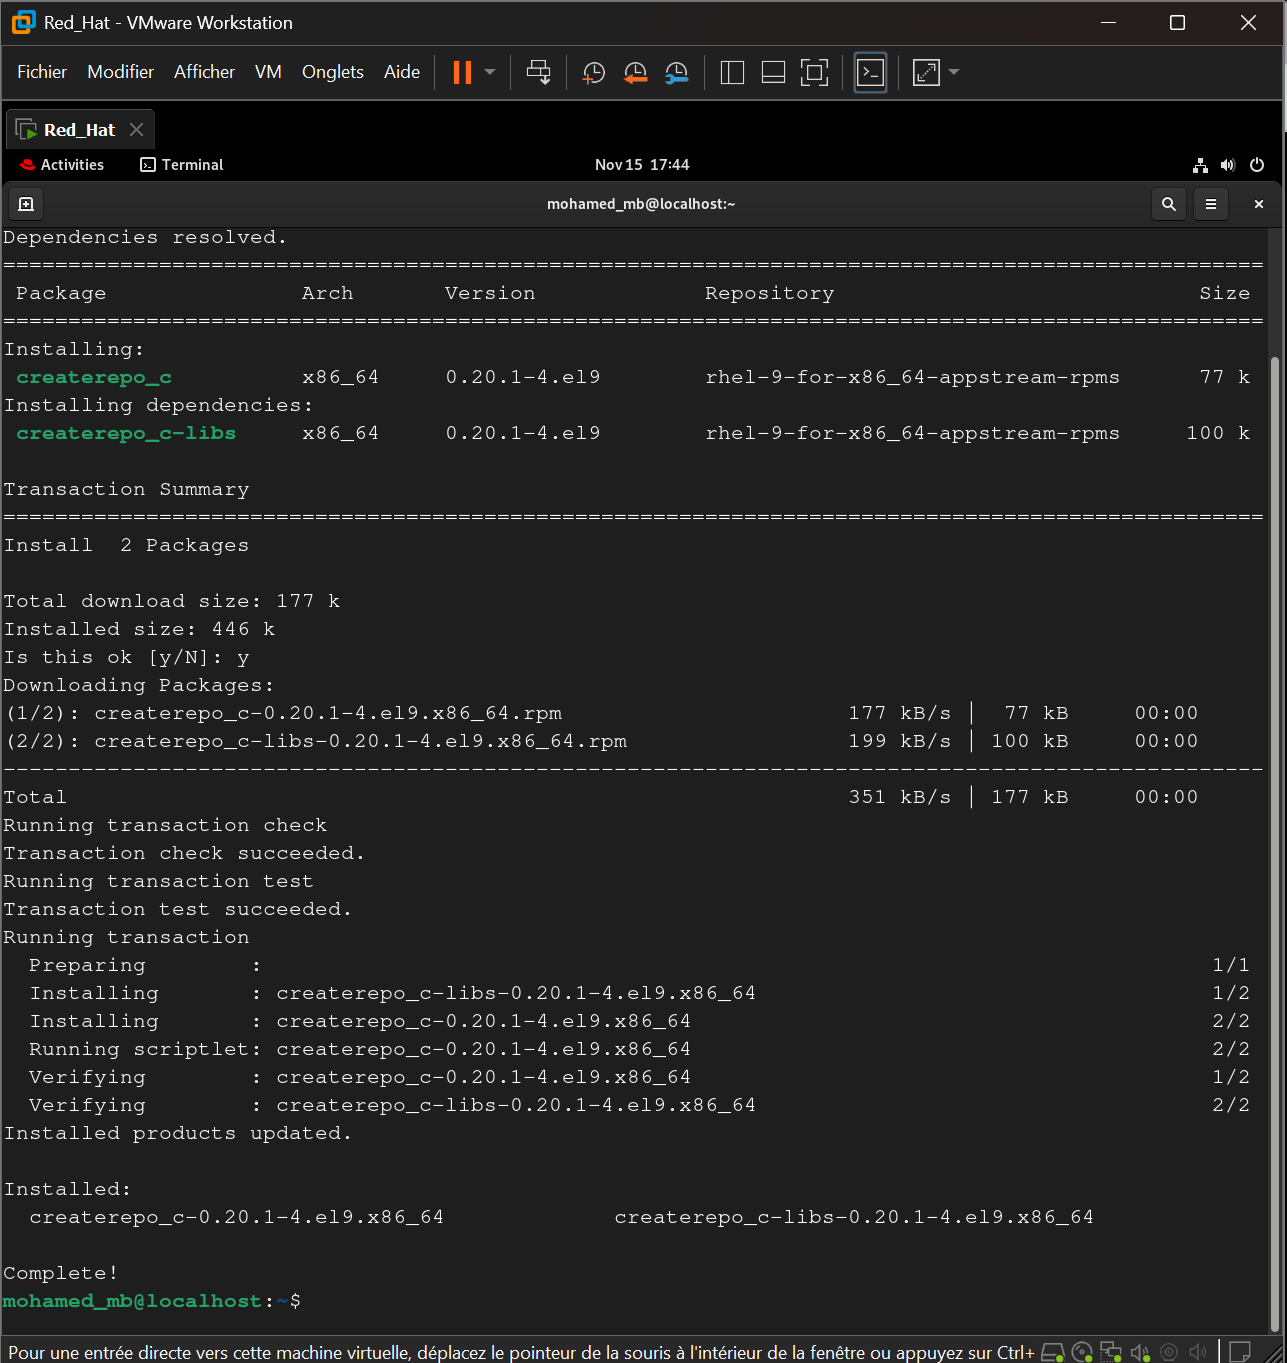 Red_Hat - VMware Workstation
Fichier Modifier Afficher VM Onglets Aide
Red_Hat
Activities Terminal Nov 15 17:44
mohamed_mb@localhost:~
Dependencies resolved.
================================================================================
Package Arch Version Repository Size
================================================================================
Installing:
createrepo_c x86_64 0.20.1-4.el9 rhel-9-for-x86_64-appstream-rpms 77 k
Installing dependencies:
createrepo_c-libs x86_64 0.20.1-4.el9 rhel-9-for-x86_64-appstream-rpms 100 k
Transaction Summary
================================================================================
Install 2 Packages
Total download size: 177 k
Installed size: 446 k
Is this ok [y/N]: y
Downloading Packages:
(1/2): createrepo_c-0.20.1-4.el9.x86_64.rpm 177 kB/s | 77 kB 00:00
(2/2): createrepo_c-libs-0.20.1-4.el9.x86_64.rpm 199 kB/s | 100 kB 00:00
--------------------------------------------------------------------------------
Total 351 kB/s | 177 kB 00:00
Running transaction check
Transaction check succeeded.
Running transaction test
Transaction test succeeded.
Running transaction
Preparing : 1/1
Installing : createrepo_c-libs-0.20.1-4.el9.x86_64 1/2
Installing : createrepo_c-0.20.1-4.el9.x86_64 2/2
Running scriptlet: createrepo_c-0.20.1-4.el9.x86_64 2/2
Verifying : createrepo_c-0.20.1-4.el9.x86_64 1/2
Verifying : createrepo_c-libs-0.20.1-4.el9.x86_64 2/2
Installed products updated.
Installed:
createrepo_c-0.20.1-4.el9.x86_64 createrepo_c-libs-0.20.1-4.el9.x86_64
Complete!
mohamed_mb@localhost:~$
Pour une entrée directe vers cette machine virtuelle, déplacez le pointeur de la souris à l'intérieur de la fenêtre ou appuyez sur Ctrl+